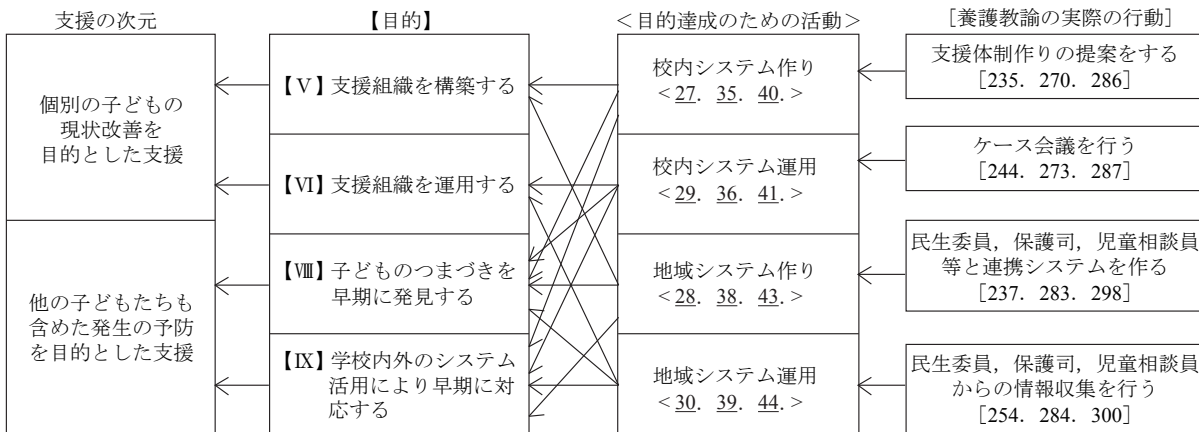 支援の次元
個別の子どもの
現状改善を
目的とした支援
他の子どもたちも
含めた発生の予防
を目的とした支援
【目的】
【Ⅴ】支援組織を構築する
【Ⅵ】支援組織を運用する
【Ⅷ】子どものつまづきを
早期に発見する
【Ⅸ】学校内外のシステム
活用により早期に対
応する
＜目的達成のための活動＞
校内システム作り
＜27．35．40．＞
校内システム運用
＜29．36．41．＞
地域システム作り
＜28．38．43．＞
地域システム運用
＜30．39．44．＞
［養護教諭の実際の行動］
支援体制作りの提案をする
［235．270．286］
ケース会議を行う
［244．273．287］
民生委員，保護司，児童相談員
等と連携システムを作る
［237．283．298］
民生委員，保護司，児童相談員
からの情報収集を行う
［254．284．300］